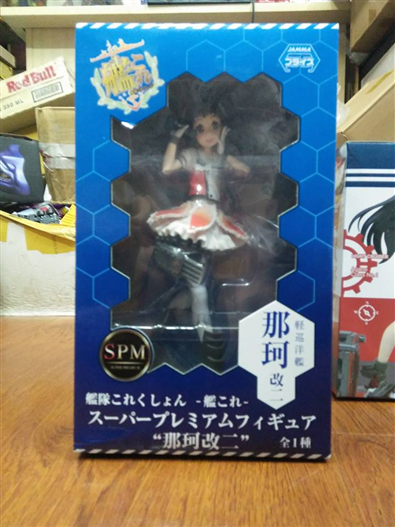 Red Bull
艦これ
JAMMA
プライズ
軽巡洋艦
那珂
改二
SPM
SUPER PREMIUM
艦隊これくしょん -艦これ-
スーパープレミアムフィギュア
“那珂改二”
全1種